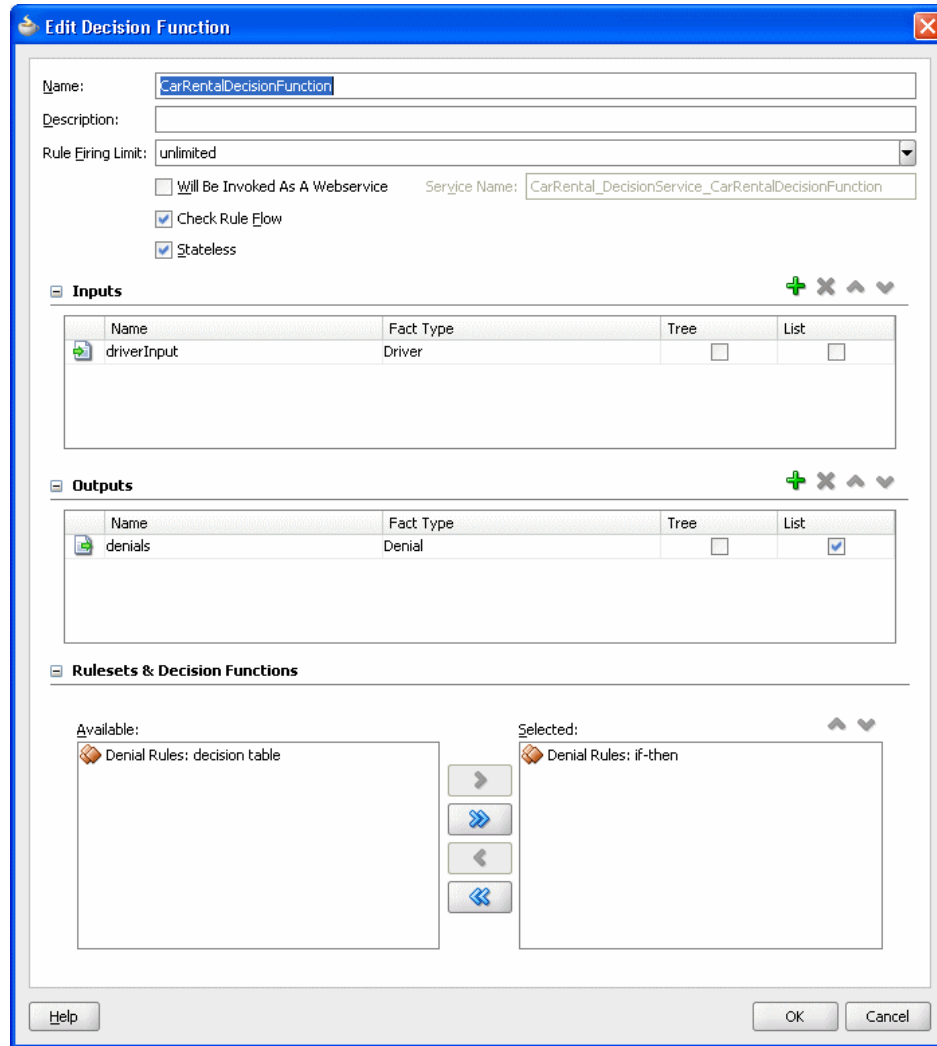 Edit Decision Function
Name: CarRentalDecisionFunction
Description:
Rule Firing Limit: unlimited
Will Be Invoked As A Webservice Service Name: CarRental_DecisionService_CarRentalDecisionFunction
Check Rule Flow
Stateless
Inputs
Name Fact Type Tree List
driverInput Driver
Outputs
Name Fact Type Tree List
denials Denial
Rulesets & Decision Functions
Available: Selected:
Denial Rules: decision table Denial Rules: if-then
Help OK Cancel